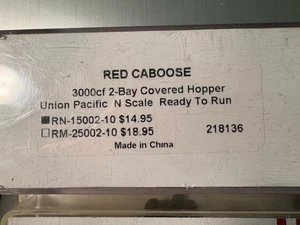 RED CABOOSE
3000cf 2-Bay Covered Hopper
Union Pacific N Scale Ready To Run
■RN-15002-10 $14.95
□RM-25002-10 $18.95 218136
Made in China